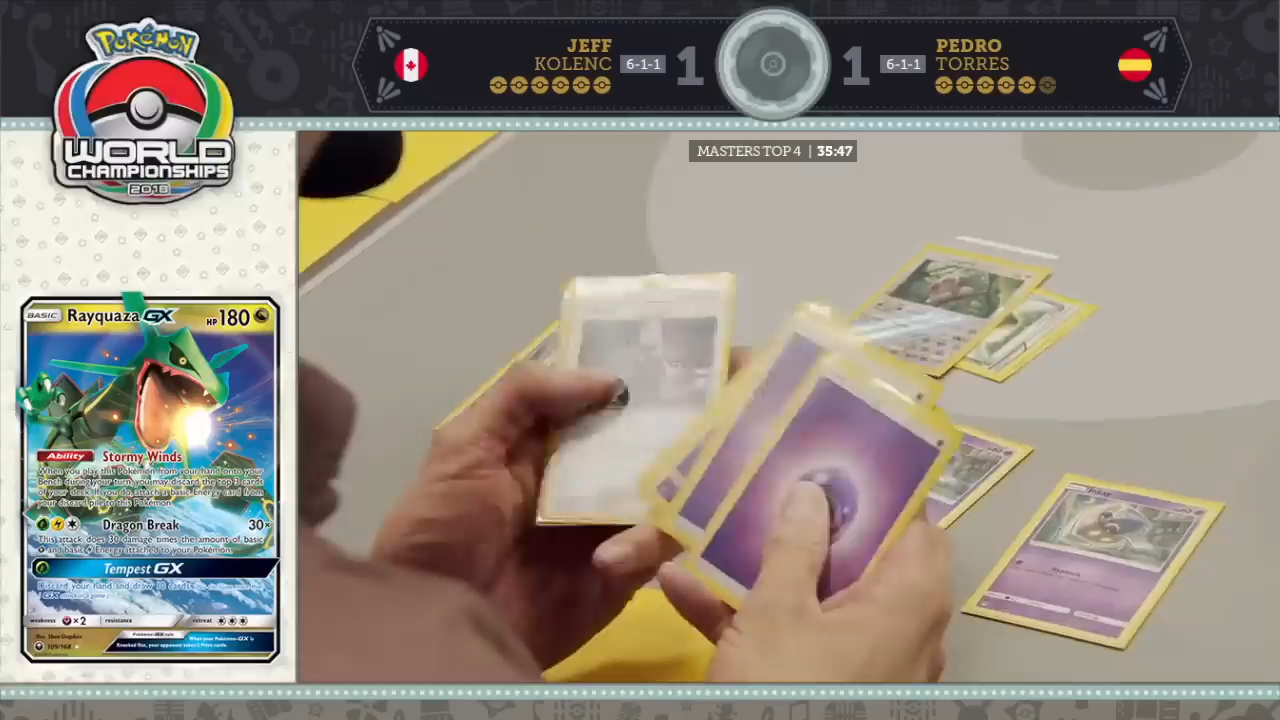 POKéMON
WORLD
CHAMPIONSHIPS
2018
JEFF
KOLENC
6-1-1
1
1
6-1-1
PEDRO
TORRES
MASTERS TOP 4 | 35:47
BASIC Rayquaza GX HP 180
Ability Stormy Winds
When you play this Pokémon from your hand onto your
Bench during your turn, you may discard the top 3 cards
of your deck. If you do, attach a basic Energy card from
your discard pile to this Pokémon.
Dragon Break 30×
This attack does 30 damage times the amount of basic
and basic Energy attached to your Pokémon.
Tempest GX
Discard your hand and draw 10 cards.
weakness ×2 resistance retreat
109/168